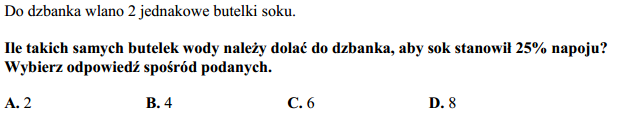 Do dzbanka wlano 2 jednakowe butelki soku.
Ile takich samych butelek wody należy dolać do dzbanka, aby sok stanowił 25% napoju?
Wybierz odpowiedź spośród podanych.
A. 2 B. 4 C. 6 D. 8